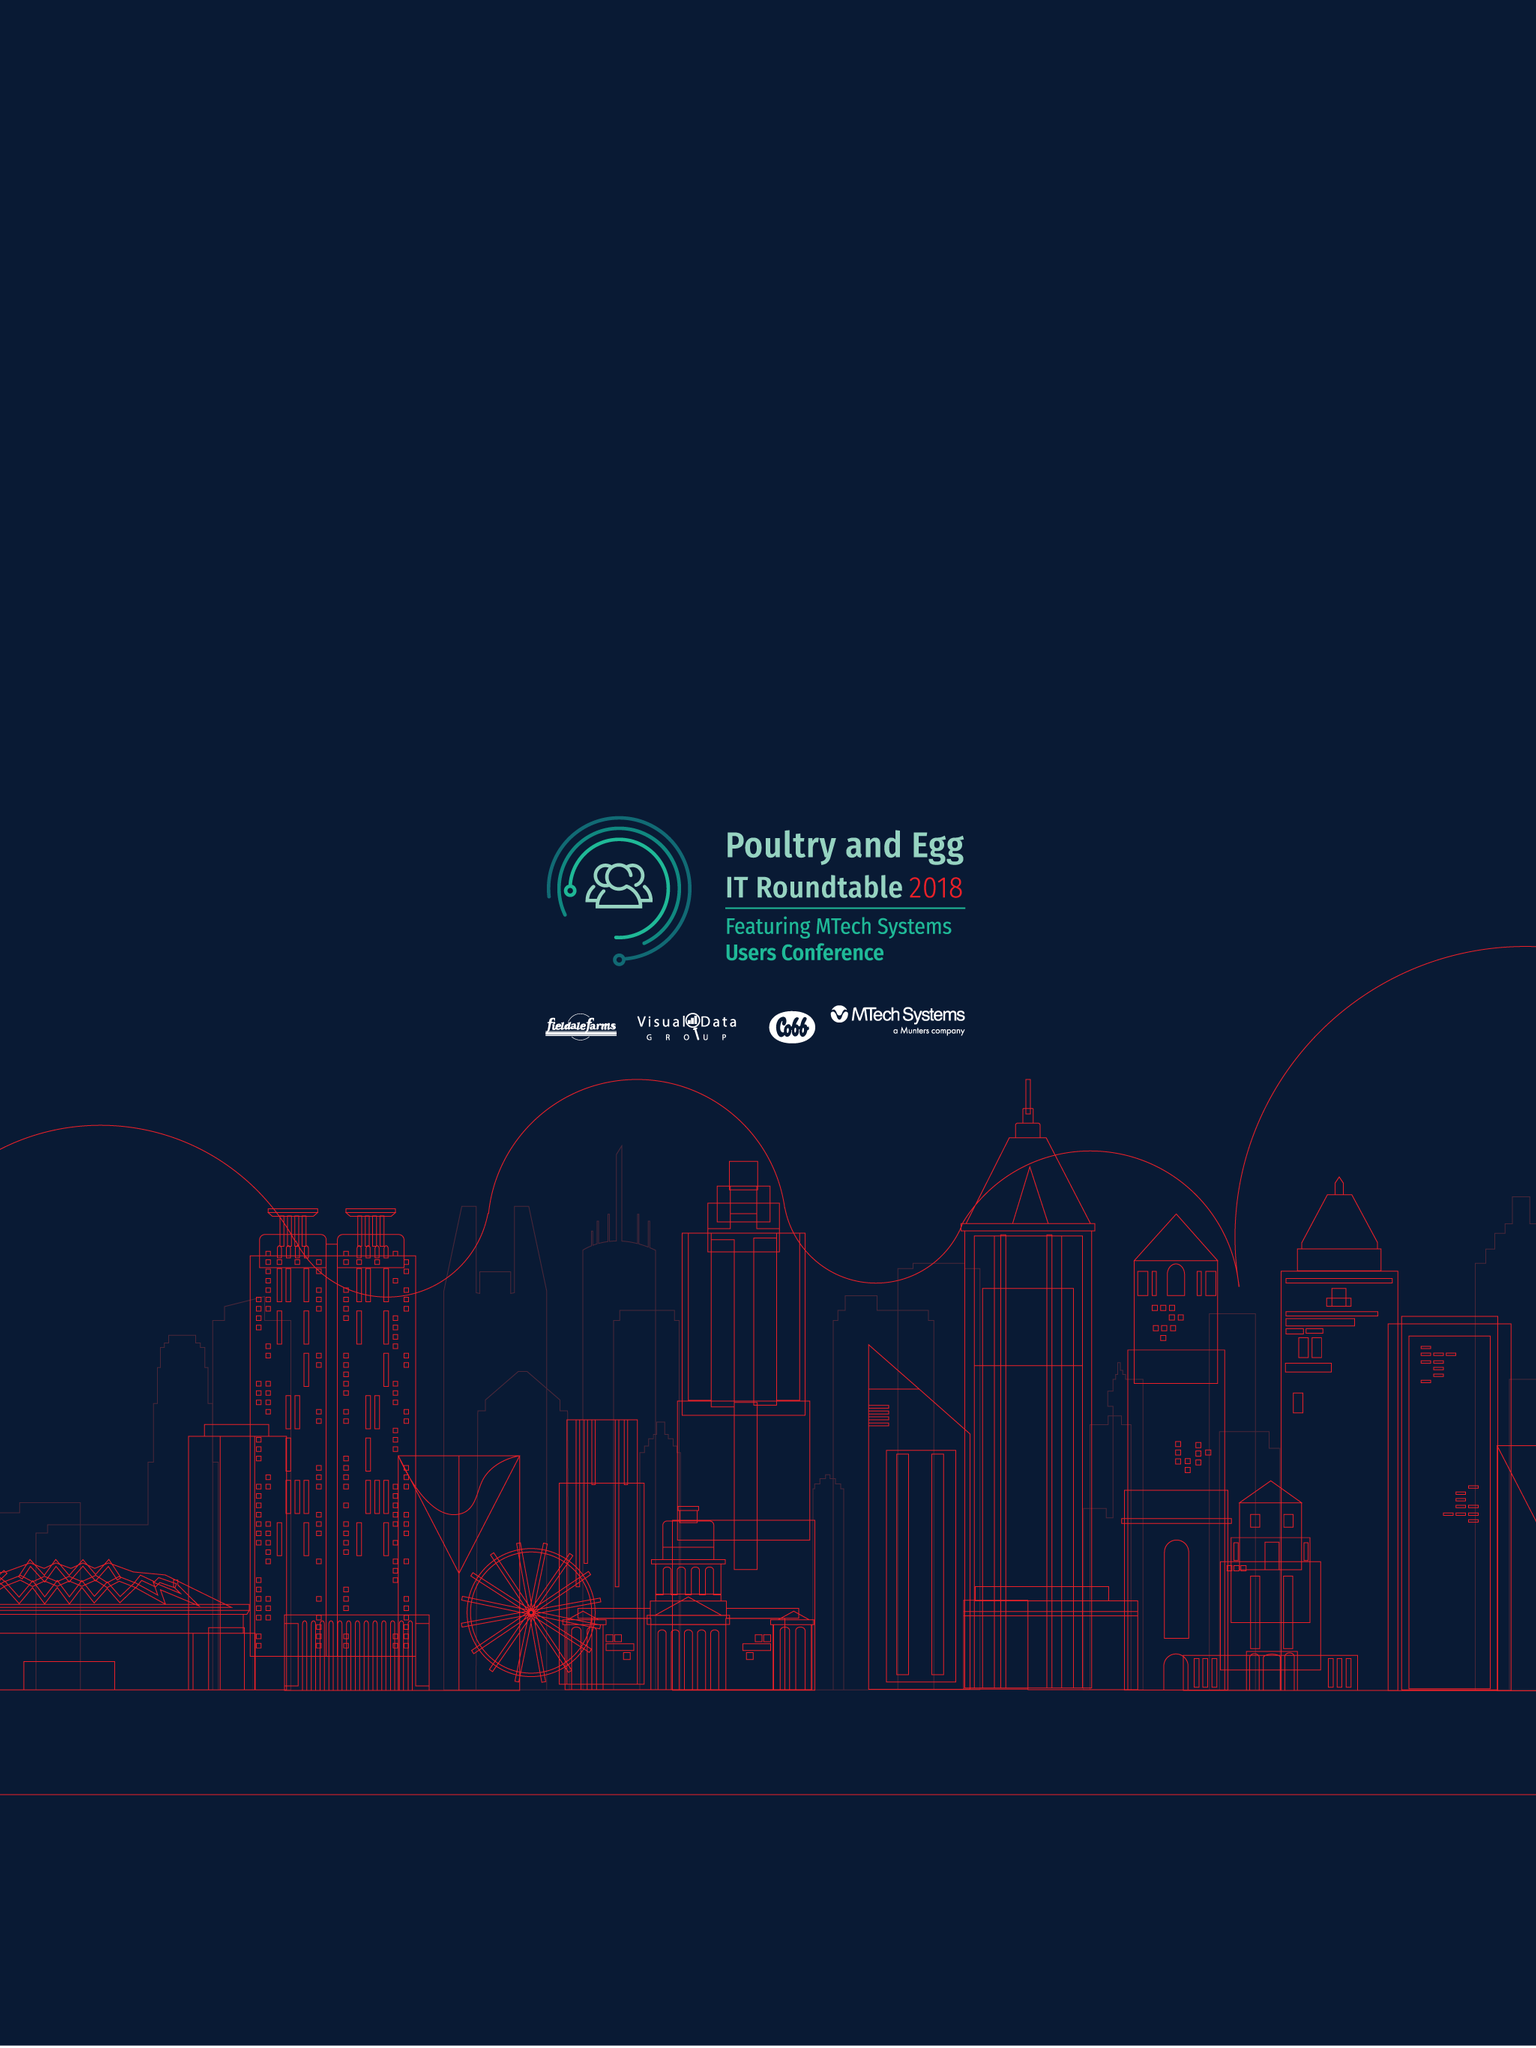 Poultry and Egg
IT Roundtable 2018
Featuring MTech Systems
Users Conference
fieldale farms
Visual Data
GROUP
Cobb
MTech Systems
a Munters company